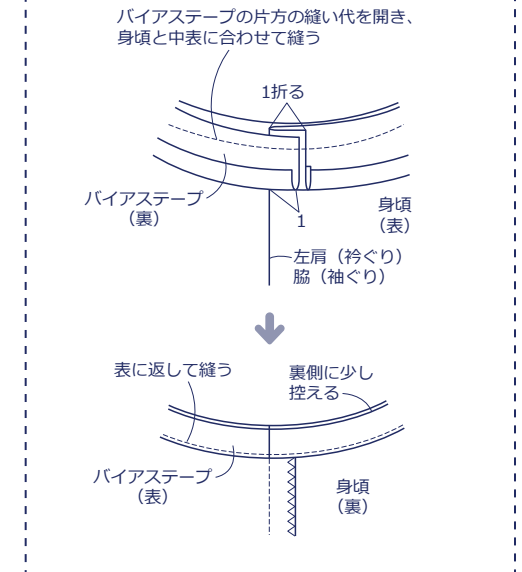 バイアステープの片方の縫い代を開き、
身頃と中表に合わせて縫う
1折る
バイアステープ
（裏）
1
身頃
（表）
左肩（衿ぐり）
脇（袖ぐり）
表に返して縫う
裏側に少し
控える
バイアステープ
（表）
身頃
（裏）